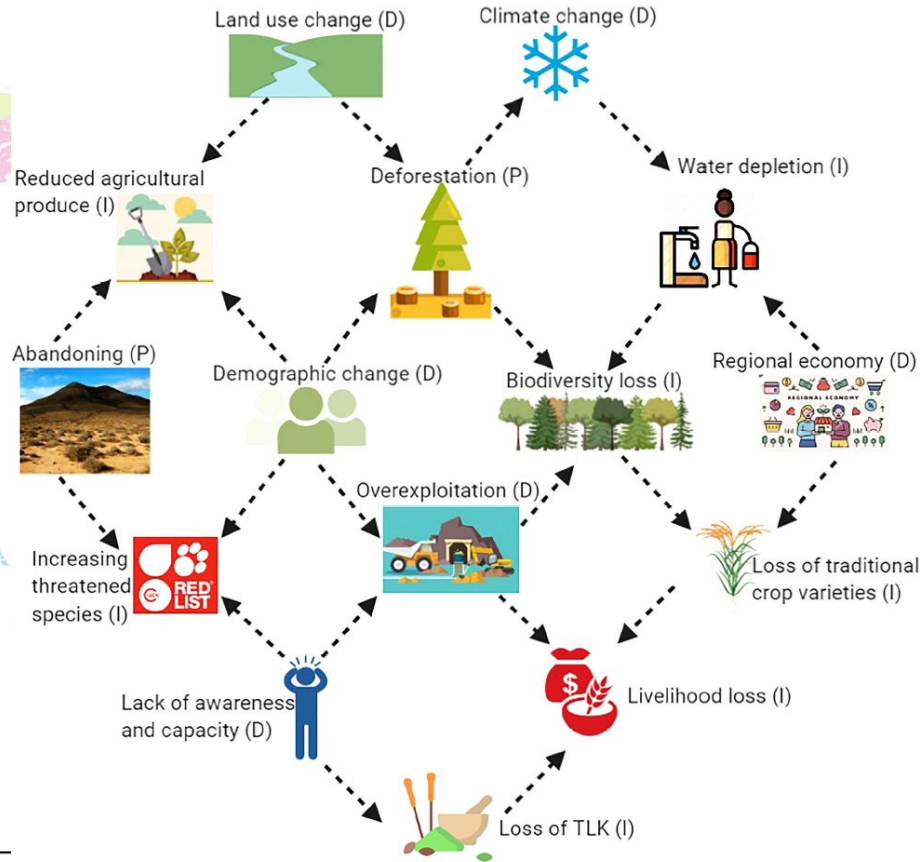 Land use change (D)
Climate change (D)
Reduced agricultural
produce (I)
Deforestation (P)
Water depletion (I)
Abandoning (P)
Demographic change (D)
Biodiversity loss (I)
Regional economy (D)
REGIONAL ECONOMY
Overexploitation (D)
Increasing
threatened
species (I)
RED
LIST
Loss of traditional
crop varieties (I)
Lack of awareness
and capacity (D)
$
Livelihood loss (I)
Loss of TLK (I)